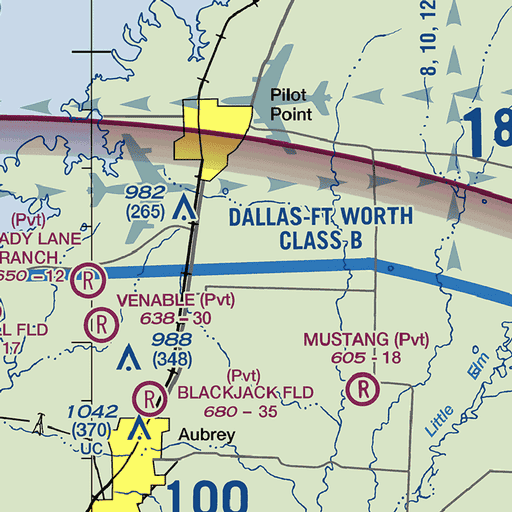 8, 10, 12
Pilot
Point
18
982
(265)
DALLAS-FT WORTH
CLASS B
(Pvt)
ADY LANE
RANCH
650 - 12
R
VENABLE (Pvt)
638 - 30
R
L FLD
17
988
(348)
MUSTANG (Pvt)
605 - 18
R
(Pvt)
BLACKJACK FLD
680 - 35
R
Little Elm
1042
(370)
UC
Aubrey
100